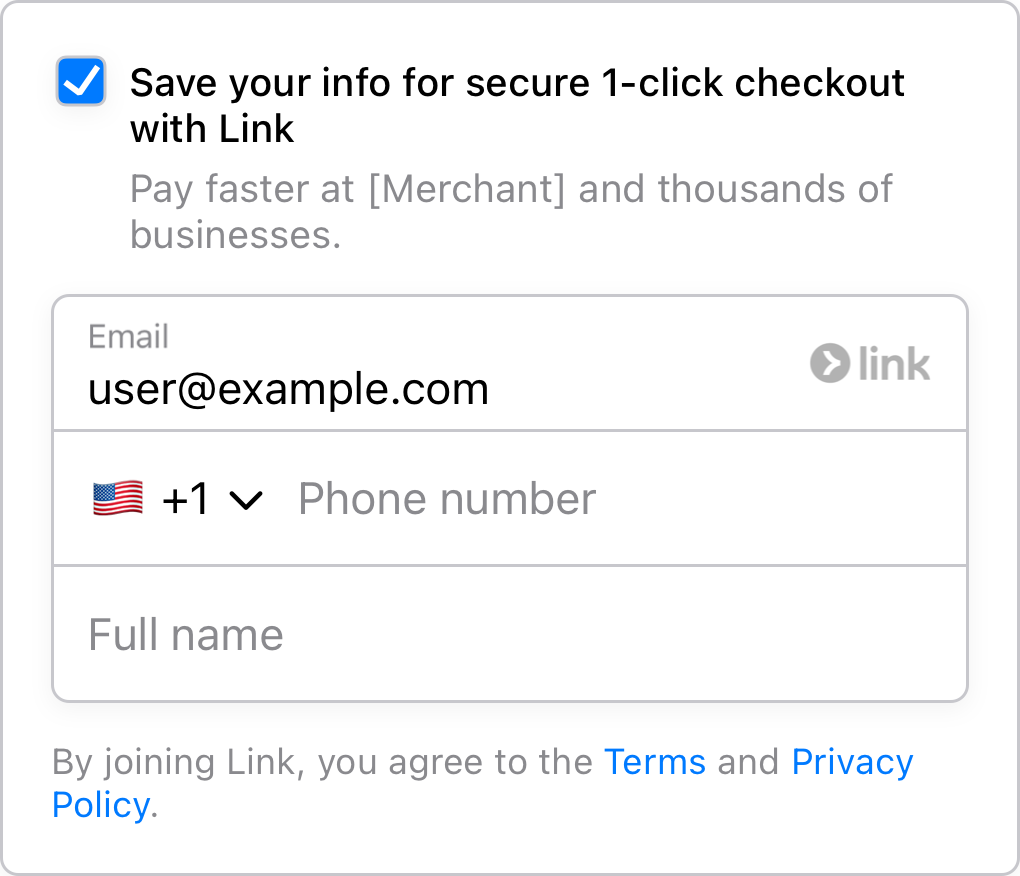 Save your info for secure 1-click checkout
with Link
Pay faster at [Merchant] and thousands of
businesses.
Email
link
user@example.com
+1 Phone number
Full name
By joining Link, you agree to the Terms and Privacy
Policy.